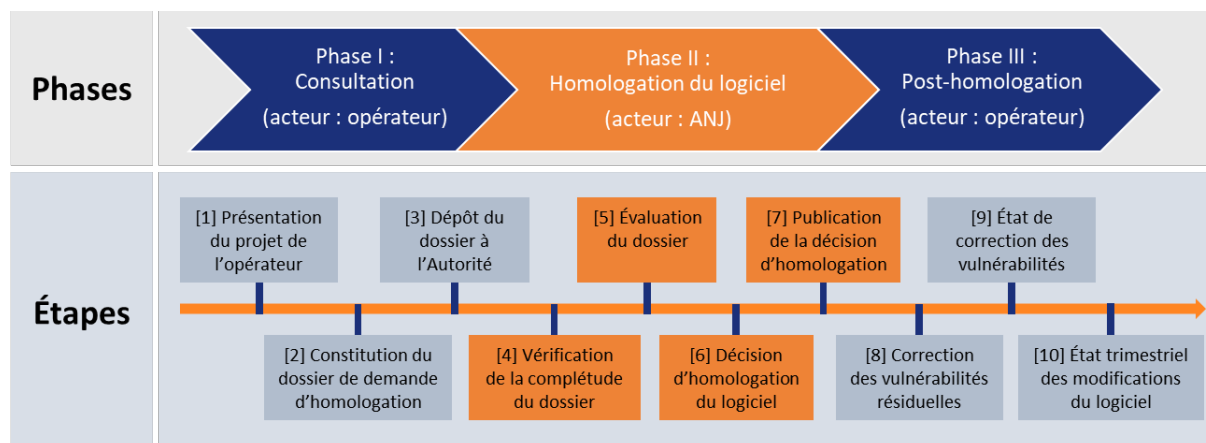 Phases
Phase I :
Consultation
(acteur : opérateur)
Phase II :
Homologation du logiciel
(acteur : ANJ)
Phase III :
Post-homologation
(acteur : opérateur)
Étapes
[1] Présentation
du projet de
l’opérateur
[2] Constitution du
dossier de demande
d’homologation
[3] Dépôt du
dossier à
l’Autorité
[4] Vérification
de la complétude
du dossier
[5] Évaluation
du dossier
[6] Décision
d’homologation
du logiciel
[7] Publication
de la décision
d’homologation
[8] Correction
des vulnérabilités
résiduelles
[9] État de
correction des
vulnérabilités
[10] État trimestriel
des modifications
du logiciel